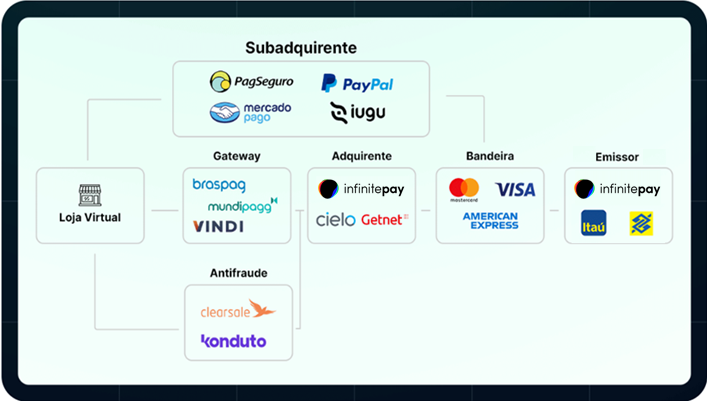 Subadquirente
PagSeguro
PayPal
mercado
pago
iugu
Gateway
Adquirente
Bandeira
Emissor
Loja Virtual
braspag
mundipagg
VINDI
infinitepay
cielo
Getnet
mastercard
VISA
AMERICAN
EXPRESS
infinitepay
Itaú
Antifraude
clearsale
konduto